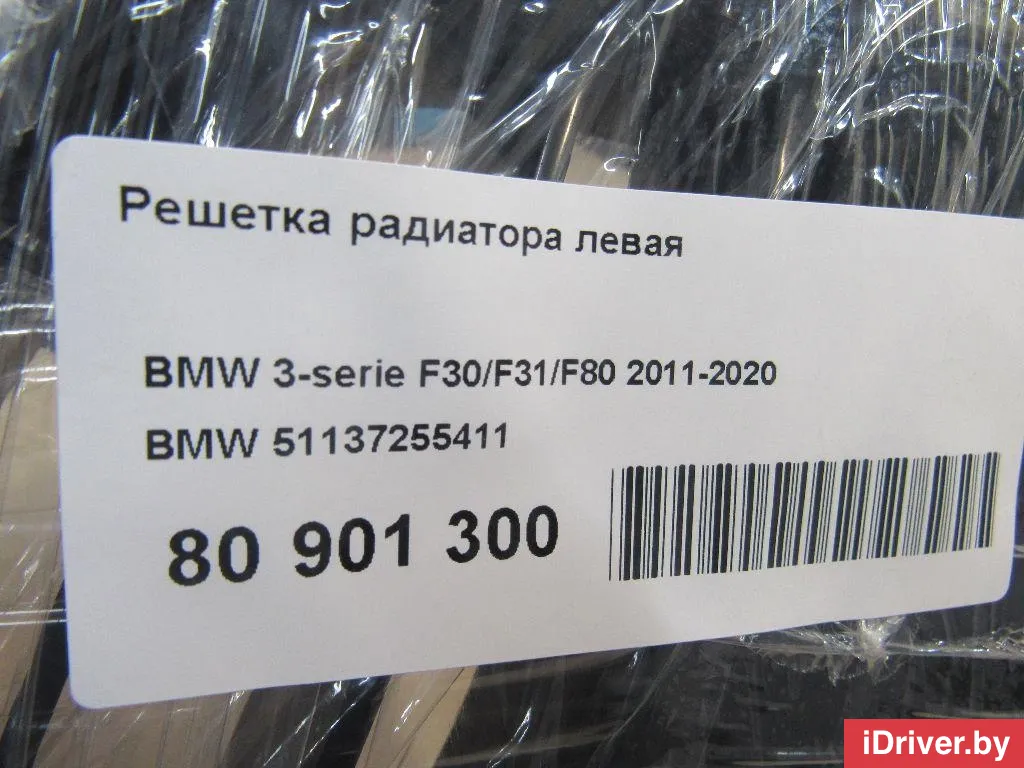 Решетка радиатора левая
BMW 3-serie F30/F31/F80 2011-2020
BMW 51137255411
80 901 300
iDriver.by